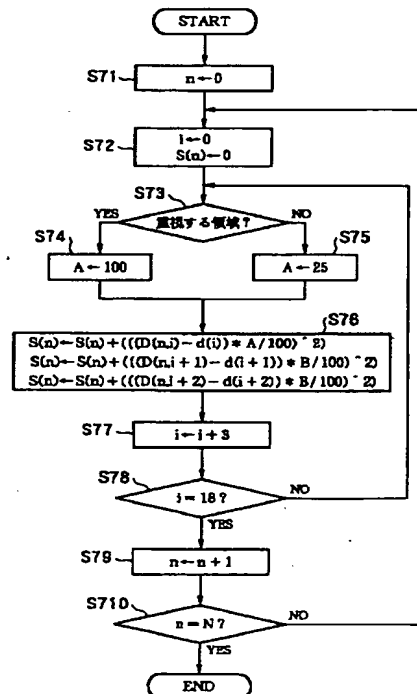 START
S71
n←0
S72
i←0
S(n)←0
S73
重視する領域?
YES
NO
S74
A←100
S75
A←25
S76
S(n)←S(n)+(((D(n,i)−d(i))*A/100)^2)
S(n)←S(n)+(((D(n,i+1)−d(i+1))*B/100)^2)
S(n)←S(n)+(((D(n,i+2)−d(i+2))*B/100)^2)
S77
i←i+3
S78
i=18?
NO
YES
S79
n←n+1
S710
n=N?
NO
YES
END